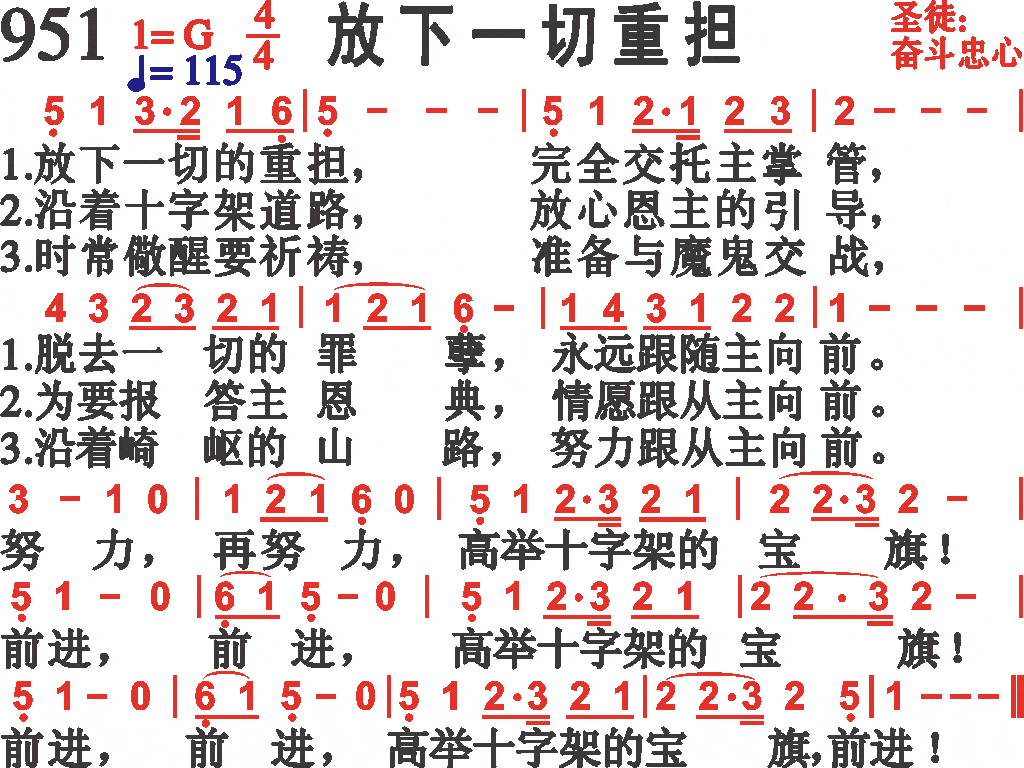 951 1=G 4/4 放下一切重担 圣徒:
♩=115 奋斗忠心
5 1 3·2 1 6 | 5 - - - | 5 1 2·1 2 3 | 2 - - - |
1.放下一切的重担, 完全交托主掌管,
2.沿着十字架道路, 放心恩主的引导,
3.时常儆醒要祈祷, 准备与魔鬼交战,
4 3 2 3 2 1 | 1 2 1 6 - | 1 4 3 1 2 2 | 1 - - - |
1.脱去一切的罪孽, 永远跟随主向前。
2.为要报答主恩典, 情愿跟从主向前。
3.沿着崎岖的山路, 努力跟从主向前。
3 - 1 0 | 1 2 1 6 0 | 5 1 2·3 2 1 | 2 2·3 2 - |
努力, 再努力, 高举十字架的宝旗!
5 1 - 0 | 6 1 5 - 0 | 5 1 2·3 2 1 | 2 2·3 2 - |
前进, 前进, 高举十字架的宝旗!
5 1 - 0 | 6 1 5 - 0 | 5 1 2·3 2 1 | 2 2·3 2 5 | 1 - - - ‖
前进, 前进, 高举十字架的宝旗,前进!